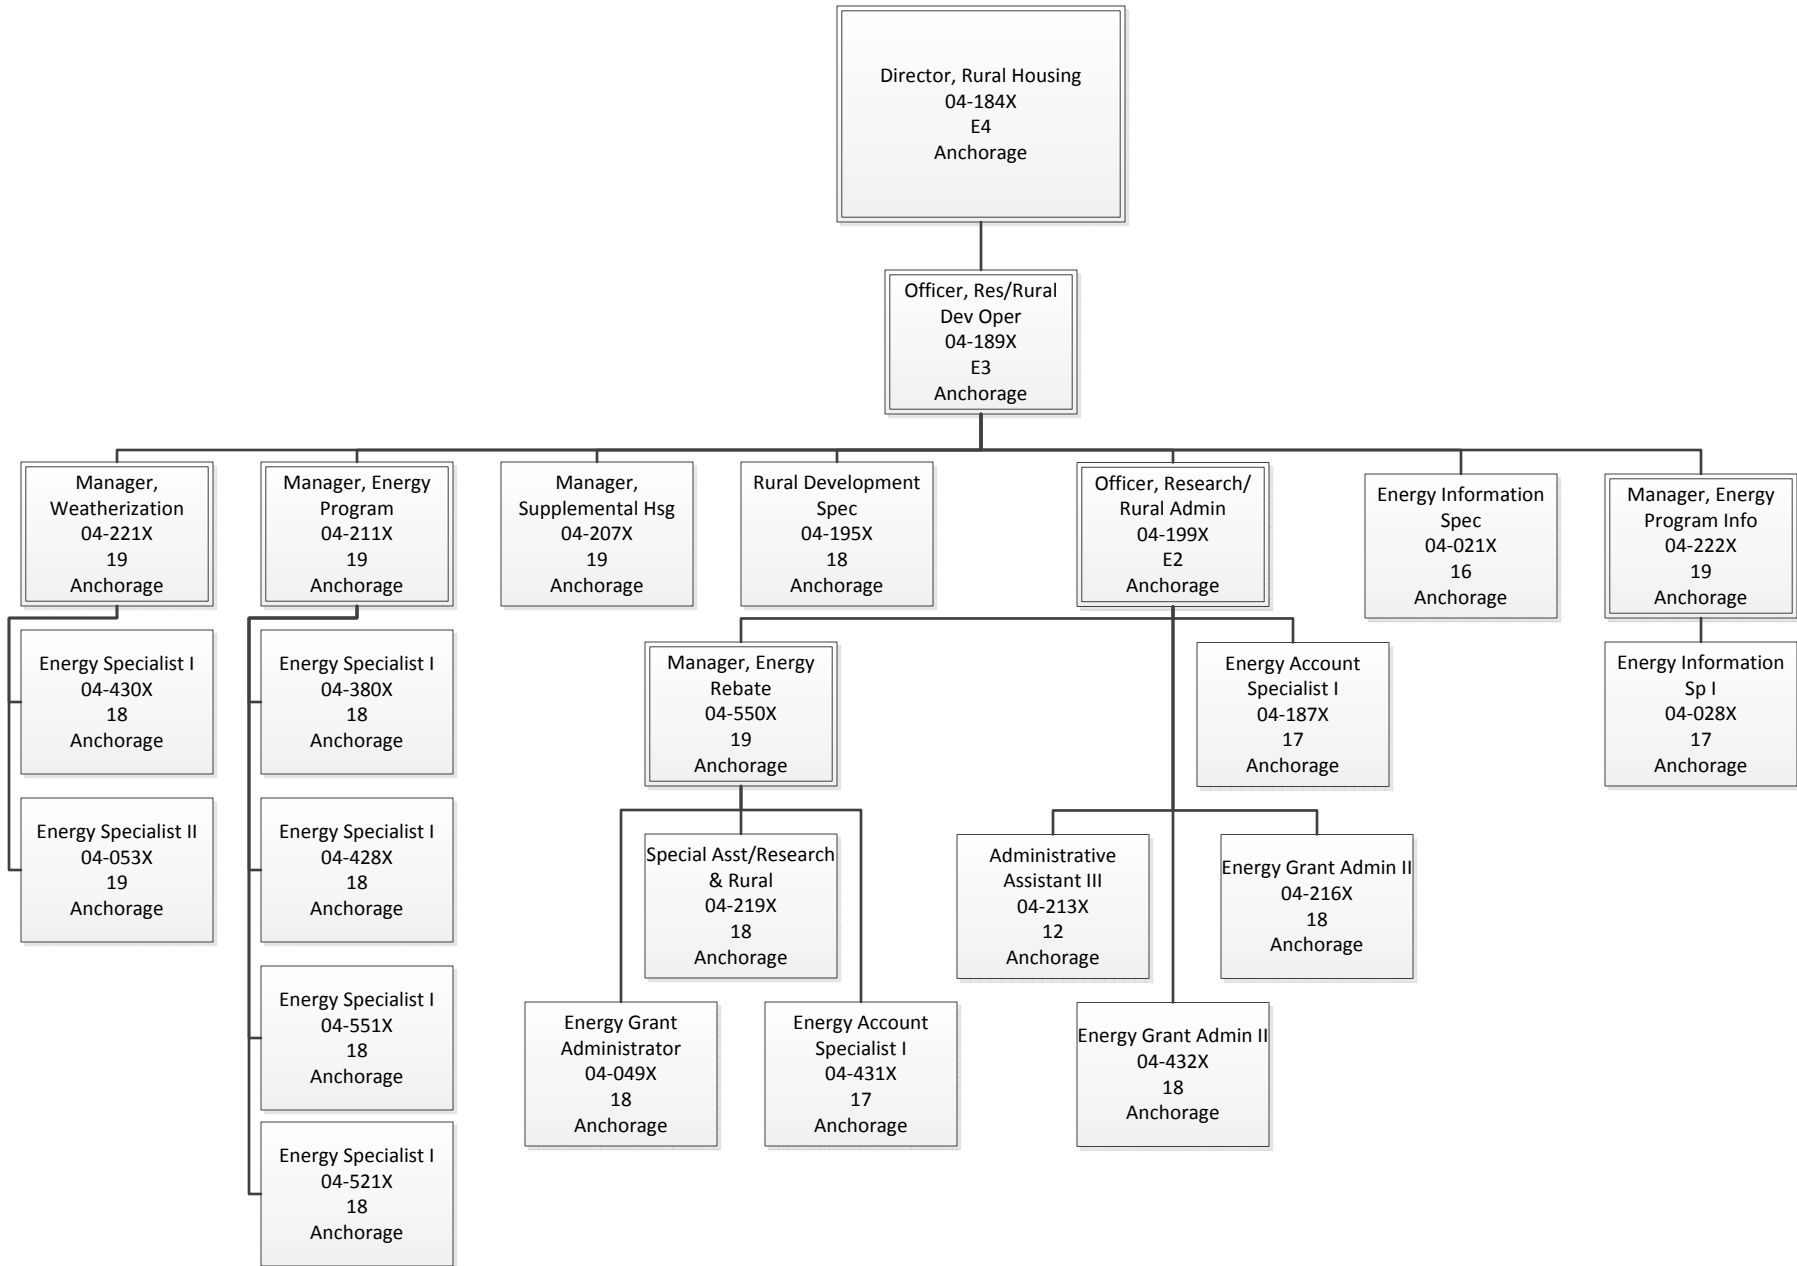 Director, Rural Housing
04-184X
E4
Anchorage
Officer, Res/Rural
Dev Oper
04-189X
E3
Anchorage
Manager,
Weatherization
04-221X
19
Anchorage
Manager, Energy
Program
04-211X
19
Anchorage
Manager,
Supplemental Hsg
04-207X
19
Anchorage
Rural Development
Spec
04-195X
18
Anchorage
Officer, Research/
Rural Admin
04-199X
E2
Anchorage
Energy Information
Spec
04-021X
16
Anchorage
Manager, Energy
Program Info
04-222X
19
Anchorage
Energy Specialist I
04-430X
18
Anchorage
Energy Specialist I
04-380X
18
Anchorage
Manager, Energy
Rebate
04-550X
19
Anchorage
Energy Account
Specialist I
04-187X
17
Anchorage
Energy Information
Sp I
04-028X
17
Anchorage
Energy Specialist II
04-053X
19
Anchorage
Energy Specialist I
04-428X
18
Anchorage
Special Asst/Research
& Rural
04-219X
18
Anchorage
Administrative
Assistant III
04-213X
12
Anchorage
Energy Grant Admin II
04-216X
18
Anchorage
Energy Specialist I
04-551X
18
Anchorage
Energy Grant
Administrator
04-049X
18
Anchorage
Energy Account
Specialist I
04-431X
17
Anchorage
Energy Grant Admin II
04-432X
18
Anchorage
Energy Specialist I
04-521X
18
Anchorage